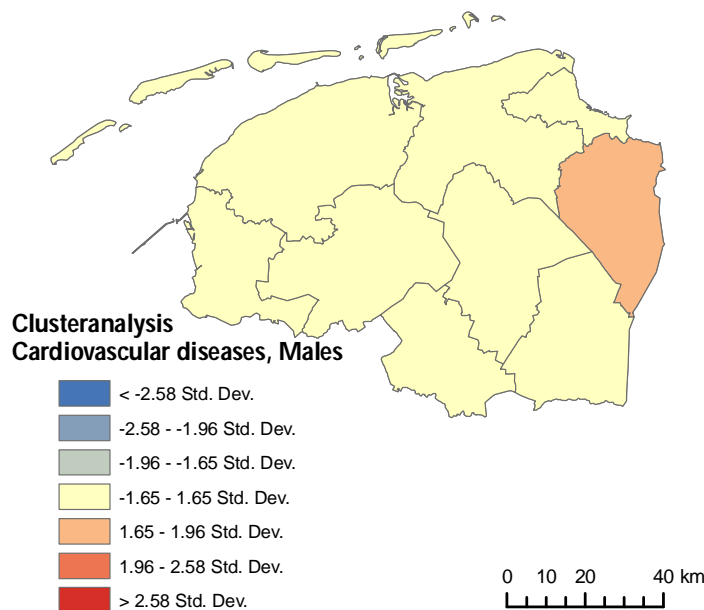 Clusteranalysis
Cardiovascular diseases, Males
< -2.58 Std. Dev.
-2.58 - -1.96 Std. Dev.
-1.96 - -1.65 Std. Dev.
-1.65 - 1.65 Std. Dev.
1.65 - 1.96 Std. Dev.
1.96 - 2.58 Std. Dev.
> 2.58 Std. Dev.
0 10 20 40 km